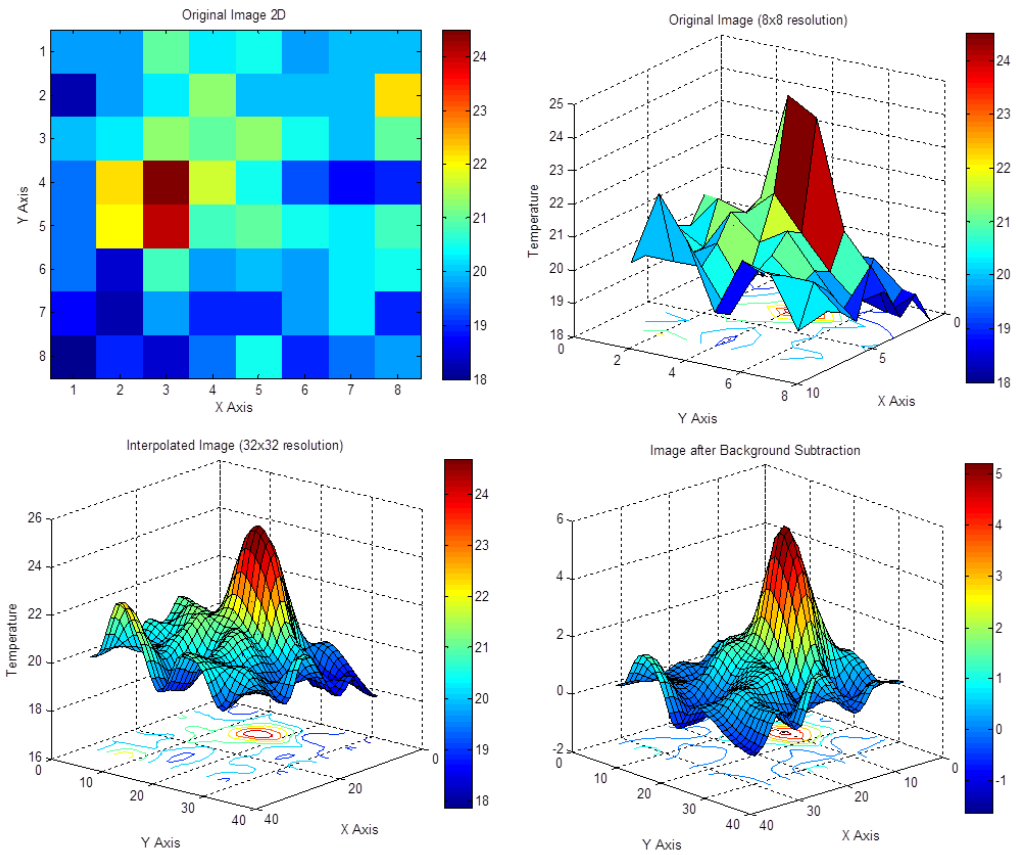 Original Image 2D
1
2
3
4
5
6
7
8
Y Axis
1 2 3 4 5 6 7 8
X Axis
24
23
22
21
20
19
18
Original Image (8x8 resolution)
25
24
23
22
21
20
19
18
Temperature
0 2 4 6 8
Y Axis
10 5 0
X Axis
24
23
22
21
20
19
18
Interpolated Image (32x32 resolution)
26
24
22
20
18
16
Temperature
0 10 20 30 40
Y Axis
40 20 0
X Axis
24
23
22
21
20
19
18
Image after Background Subtraction
6
4
2
0
-2
0 10 20 30 40
Y Axis
40 30 20 10 0
X Axis
5
4
3
2
1
0
-1